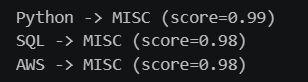 Python -> MISC (score=0.99)
SQL -> MISC (score=0.98)
AWS -> MISC (score=0.98)